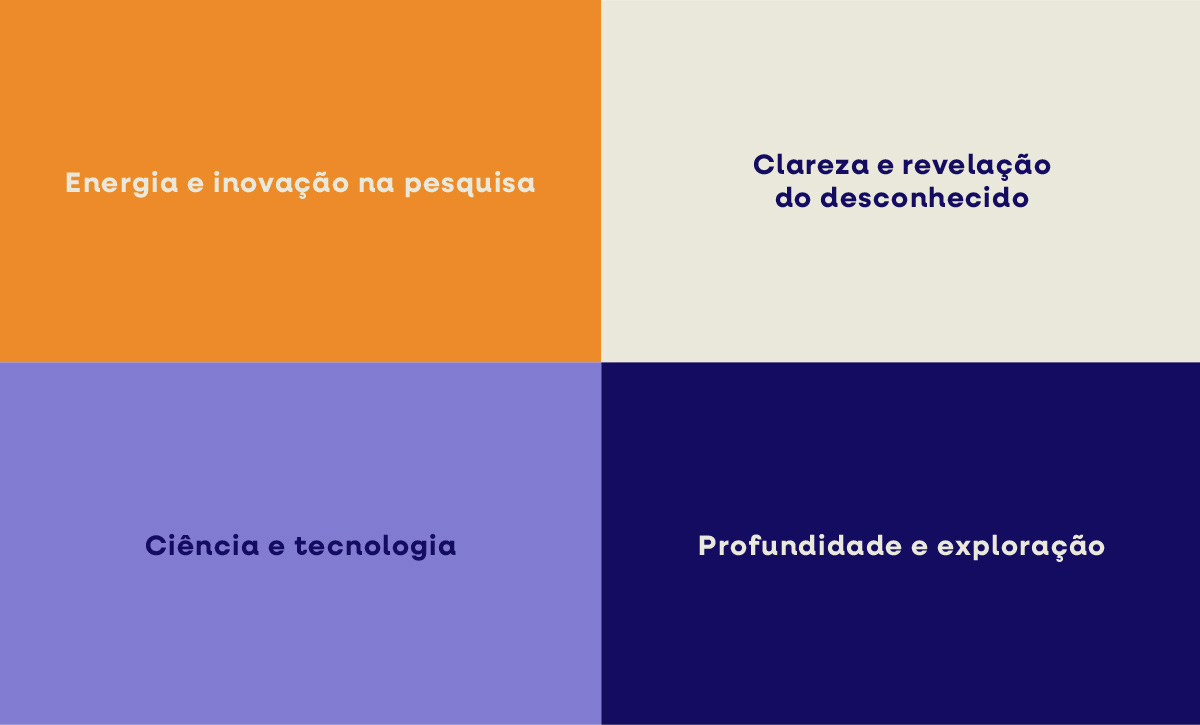 Energia e inovação na pesquisa
Clareza e revelação
do desconhecido
Ciência e tecnologia
Profundidade e exploração